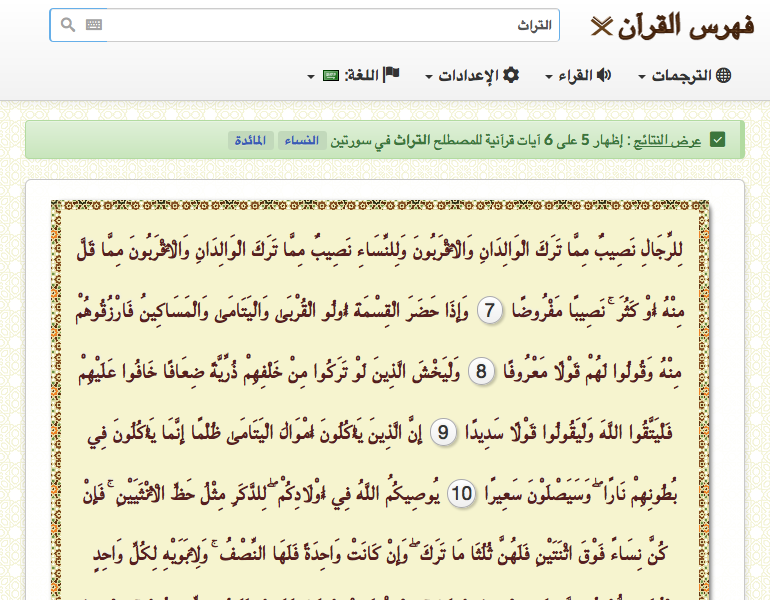 فهرس القرآن
التراث
الترجمات القراء الإعدادات اللغة:
عرض النتائج : إظهار 5 على 6 آيات قرآنية للمصطلح التراث في سورتين النساء المائدة
لِلرِّجَالِ نَصِيبٌ مِمَّا تَرَكَ الْوَالِدَانِ وَالْأَقْرَبُونَ وَلِلنِّسَاءِ نَصِيبٌ مِمَّا تَرَكَ الْوَالِدَانِ وَالْأَقْرَبُونَ مِمَّا قَلَّ
مِنْهُ أَوْ كَثُرَ ۚ نَصِيبًا مَفْرُوضًا 7 وَإِذَا حَضَرَ الْقِسْمَةَ أُولُو الْقُرْبَىٰ وَالْيَتَامَىٰ وَالْمَسَاكِينُ فَارْزُقُوهُمْ
مِنْهُ وَقُولُوا لَهُمْ قَوْلًا مَعْرُوفًا 8 وَلْيَخْشَ الَّذِينَ لَوْ تَرَكُوا مِنْ خَلْفِهِمْ ذُرِّيَّةً ضِعَافًا خَافُوا عَلَيْهِمْ
فَلْيَتَّقُوا اللَّهَ وَلْيَقُولُوا قَوْلًا سَدِيدًا 9 إِنَّ الَّذِينَ يَأْكُلُونَ أَمْوَالَ الْيَتَامَىٰ ظُلْمًا إِنَّمَا يَأْكُلُونَ فِي
بُطُونِهِمْ نَارًا ۖ وَسَيَصْلَوْنَ سَعِيرًا 10 يُوصِيكُمُ اللَّهُ فِي أَوْلَادِكُمْ ۖ لِلذَّكَرِ مِثْلُ حَظِّ الْأُنْثَيَيْنِ ۚ فَإِنْ
كُنَّ نِسَاءً فَوْقَ اثْنَتَيْنِ فَلَهُنَّ ثُلُثَا مَا تَرَكَ ۖ وَإِنْ كَانَتْ وَاحِدَةً فَلَهَا النِّصْفُ ۚ وَلِأَبَوَيْهِ لِكُلِّ وَاحِدٍ